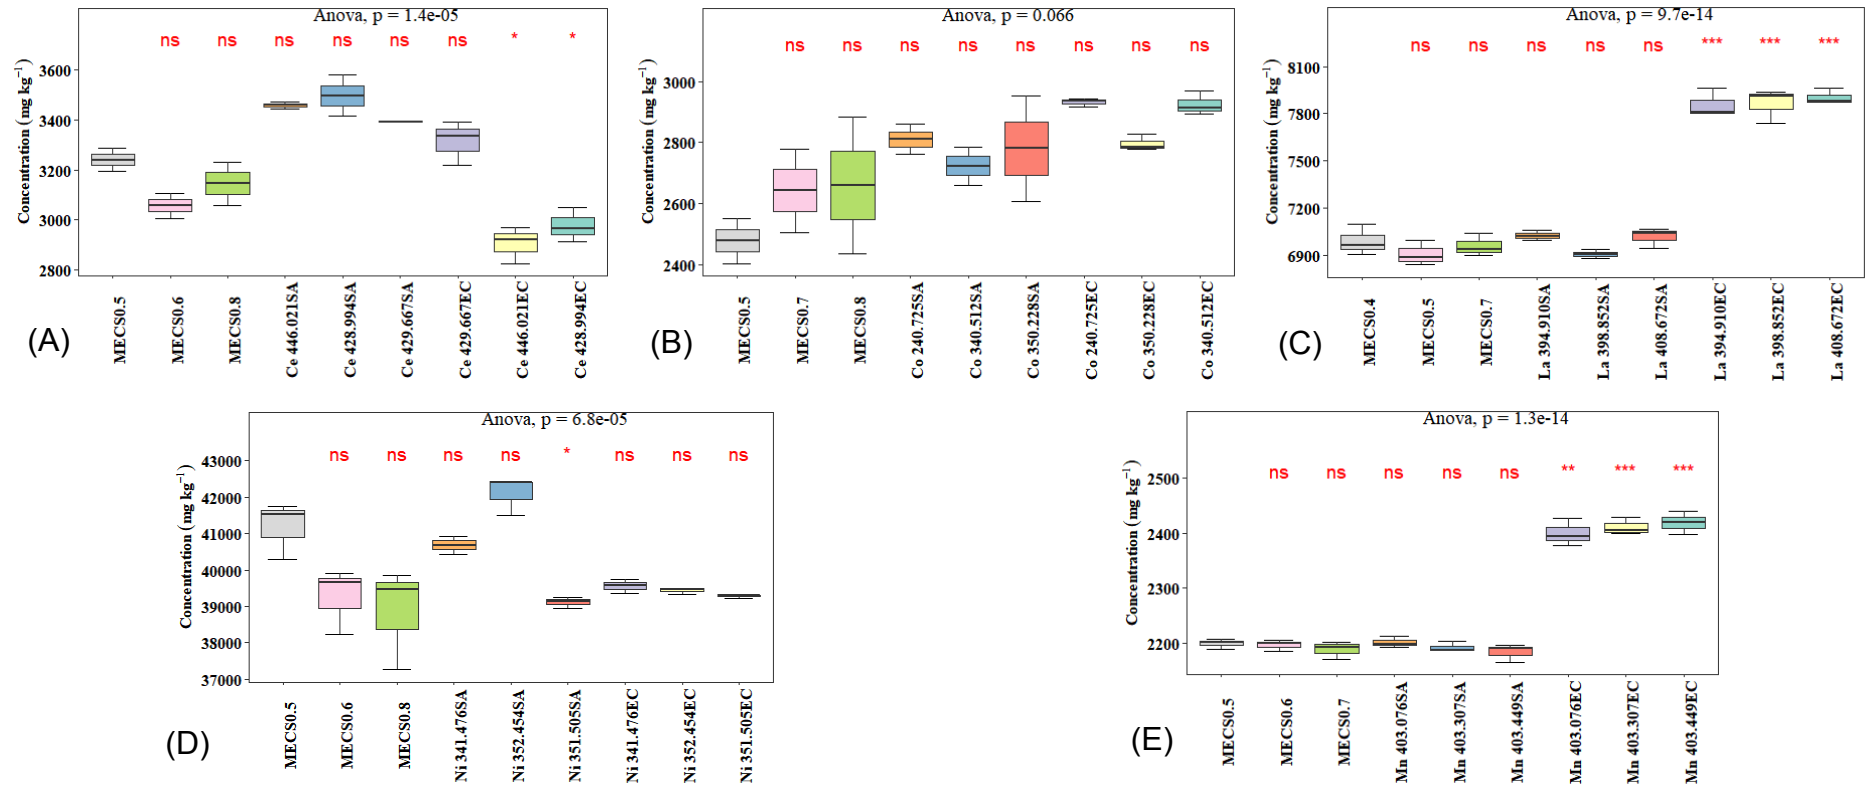 Anova, p = 1.4e-05
ns ns ns ns ns ns * *
Concentration (mg kg⁻¹)
3600
3400
3200
3000
2800
MECS0.5
MECS0.6
MECS0.8
Ce 446.021SA
Ce 428.994SA
Ce 429.667SA
Ce 429.667EC
Ce 446.021EC
Ce 428.994EC
(A)
Anova, p = 0.066
ns ns ns ns ns ns ns ns
Concentration (mg kg⁻¹)
3000
2800
2600
2400
MECS0.5
MECS0.7
MECS0.8
Co 240.725SA
Co 340.512SA
Co 350.228SA
Co 240.725EC
Co 350.228EC
Co 340.512EC
(B)
Anova, p = 9.7e-14
ns ns ns ns ns *** *** ***
Concentration (mg kg⁻¹)
8100
7800
7500
7200
6900
MECS0.4
MECS0.5
MECS0.7
La 394.910SA
La 398.852SA
La 408.672SA
La 394.910EC
La 398.852EC
La 408.672EC
(C)
Anova, p = 6.8e-05
ns ns ns ns * ns ns ns
Concentration (mg kg⁻¹)
43000
42000
41000
40000
39000
38000
37000
MECS0.5
MECS0.6
MECS0.8
Ni 341.476SA
Ni 352.454SA
Ni 351.505SA
Ni 341.476EC
Ni 352.454EC
Ni 351.505EC
(D)
Anova, p = 1.3e-14
ns ns ns ns ns ** *** ***
Concentration (mg kg⁻¹)
2500
2400
2300
2200
MECS0.5
MECS0.6
MECS0.7
Mn 403.076SA
Mn 403.307SA
Mn 403.449SA
Mn 403.076EC
Mn 403.307EC
Mn 403.449EC
(E)